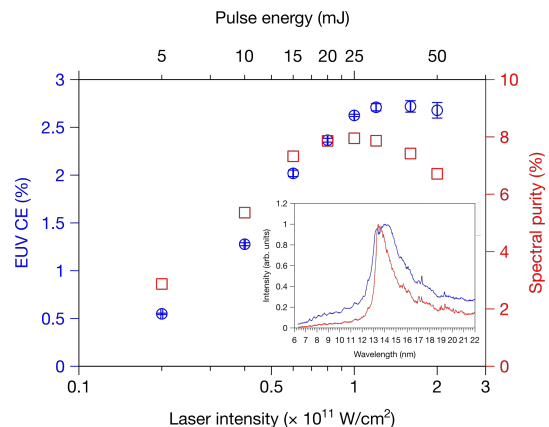 Pulse energy (mJ)
5 10 15 20 25 50
3 10
2.5 8
2 6
1.5
1 4
0.5 2
0 0
EUV CE (%)
Spectral purity (%)
1.2
1
0.8
0.6
0.4
0.2
0
Intensity (arb. units)
6 7 8 9 10 11 12 13 14 15 16 17 18 19 20 21 22
Wavelength (nm)
0.1 0.5 1 2 3
Laser intensity (× 10¹¹ W/cm²)